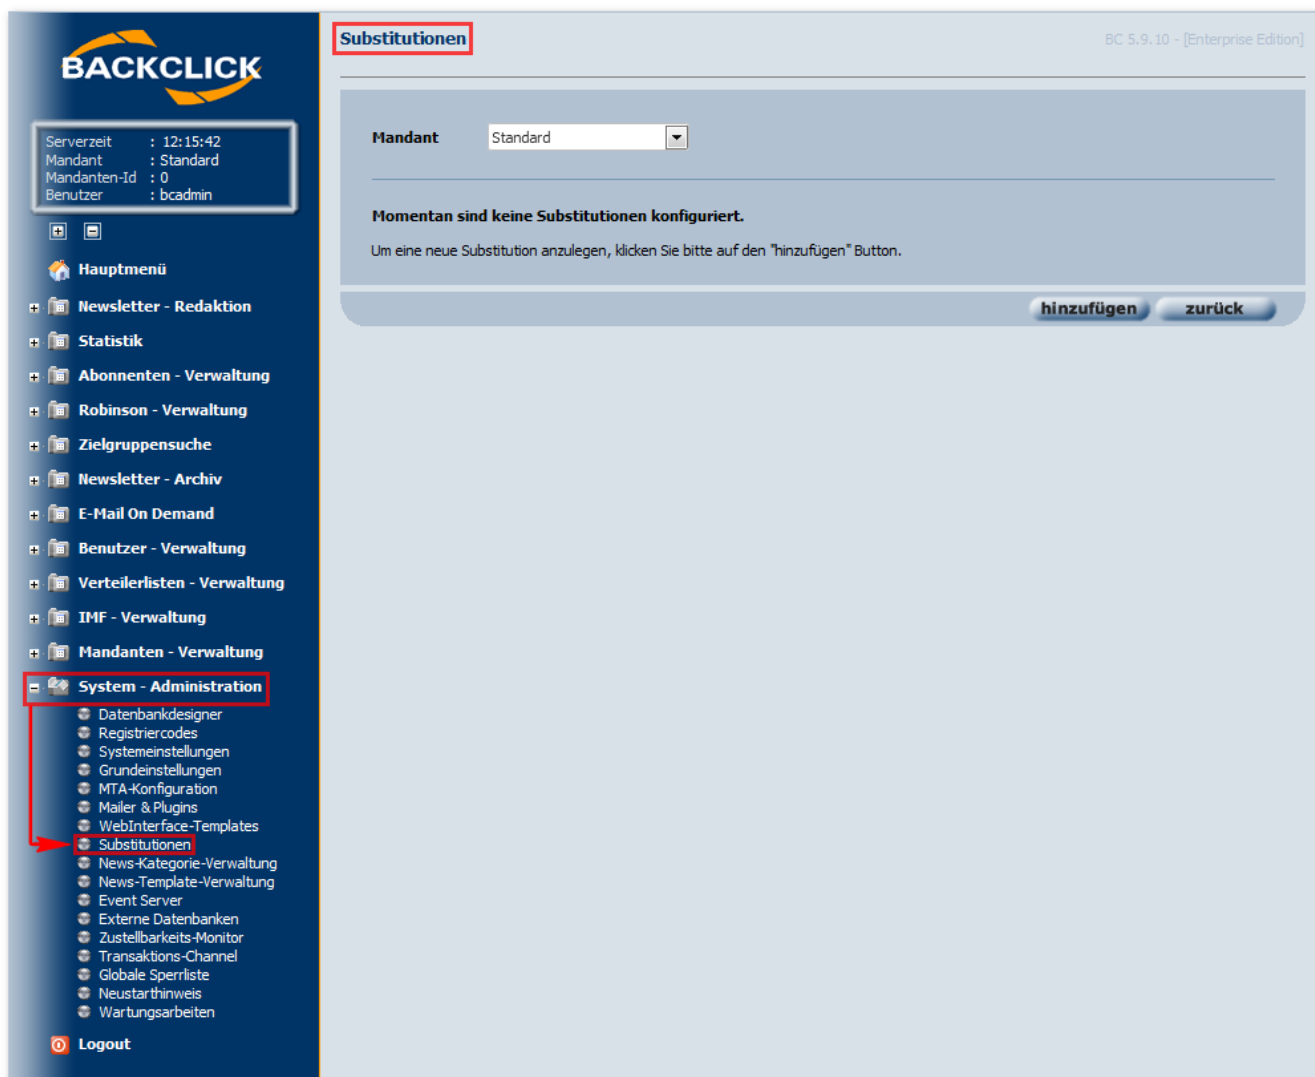 BACKCLICK
Serverzeit : 12:15:42
Mandant : Standard
Mandanten-Id : 0
Benutzer : bcadmin
Hauptmenü
Newsletter - Redaktion
Statistik
Abonnenten - Verwaltung
Robinson - Verwaltung
Zielgruppensuche
Newsletter - Archiv
E-Mail On Demand
Benutzer - Verwaltung
Verteilerlisten - Verwaltung
IMF - Verwaltung
Mandanten - Verwaltung
System - Administration
Datenbankdesigner
Registriercodes
Systemeinstellungen
Grundeinstellungen
MTA-Konfiguration
Mailer & Plugins
WebInterface-Templates
Substitutionen
News-Kategorie-Verwaltung
News-Template-Verwaltung
Event Server
Externe Datenbanken
Zustellbarkeits-Monitor
Transaktions-Channel
Globale Sperrliste
Neustarthinweis
Wartungsarbeiten
Logout
Substitutionen
BC 5.9.10 - [Enterprise Edition]
Mandant Standard
Momentan sind keine Substitutionen konfiguriert.
Um eine neue Substitution anzulegen, klicken Sie bitte auf den "hinzufügen" Button.
hinzufügen zurück